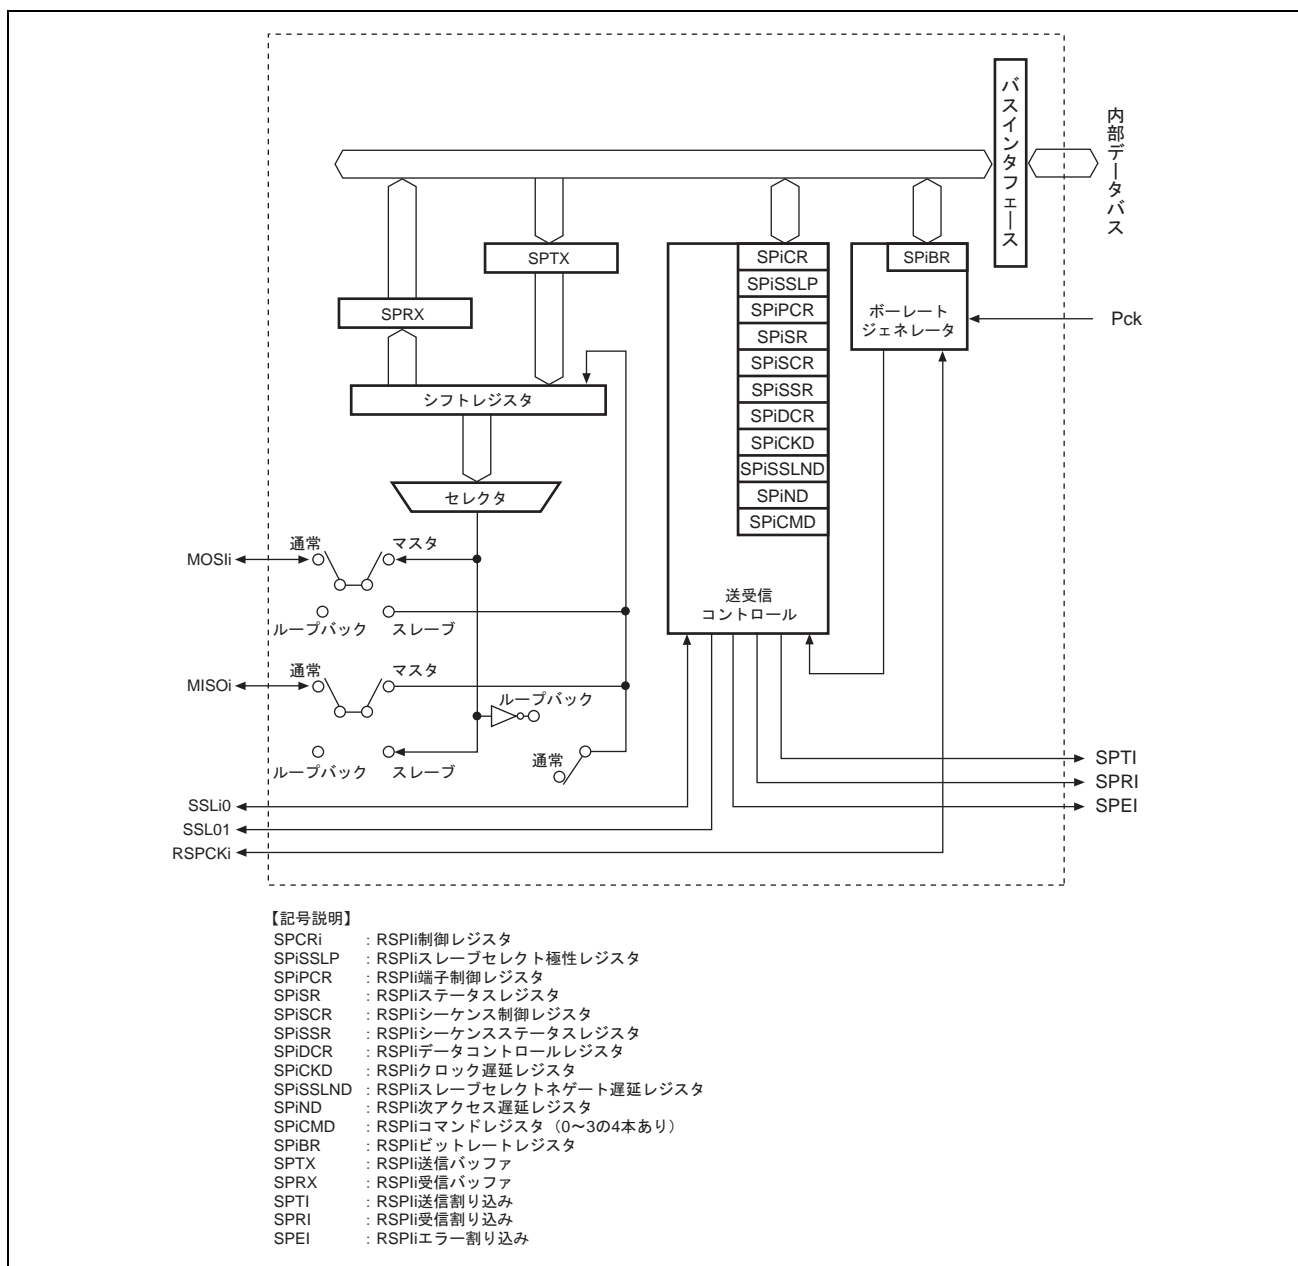 バスインタフェース
内部データバス
SPTX
SPRX
シフトレジスタ
セレクタ
SPiCR
SPiSSLP
SPiPCR
SPiSR
SPiSCR
SPiSSR
SPiDCR
SPiCKD
SPiSSLND
SPiND
SPiCMD
送受信
コントロール
SPiBR
ボーレート
ジェネレータ
Pck
MOSIi
通常
マスタ
ループバック
スレーブ
MISOi
通常
マスタ
ループバック
ループバック
スレーブ
通常
SSLi0
SSL01
RSPCKi
SPTI
SPRI
SPEI
【記号説明】
SPCRi : RSPIi制御レジスタ
SPiSSLP : RSPIiスレーブセレクト極性レジスタ
SPiPCR : RSPIi端子制御レジスタ
SPiSR : RSPIiステータスレジスタ
SPiSCR : RSPIiシーケンス制御レジスタ
SPiSSR : RSPIiシーケンスステータスレジスタ
SPiDCR : RSPIiデータコントロールレジスタ
SPiCKD : RSPIiクロック遅延レジスタ
SPiSSLND : RSPIiスレーブセレクトネゲート遅延レジスタ
SPiND : RSPIi次アクセス遅延レジスタ
SPiCMD : RSPIiコマンドレジスタ（0～3の4本あり）
SPiBR : RSPIiビットレートレジスタ
SPTX : RSPIi送信バッファ
SPRX : RSPIi受信バッファ
SPTI : RSPIi送信割り込み
SPRI : RSPIi受信割り込み
SPEI : RSPIiエラー割り込み